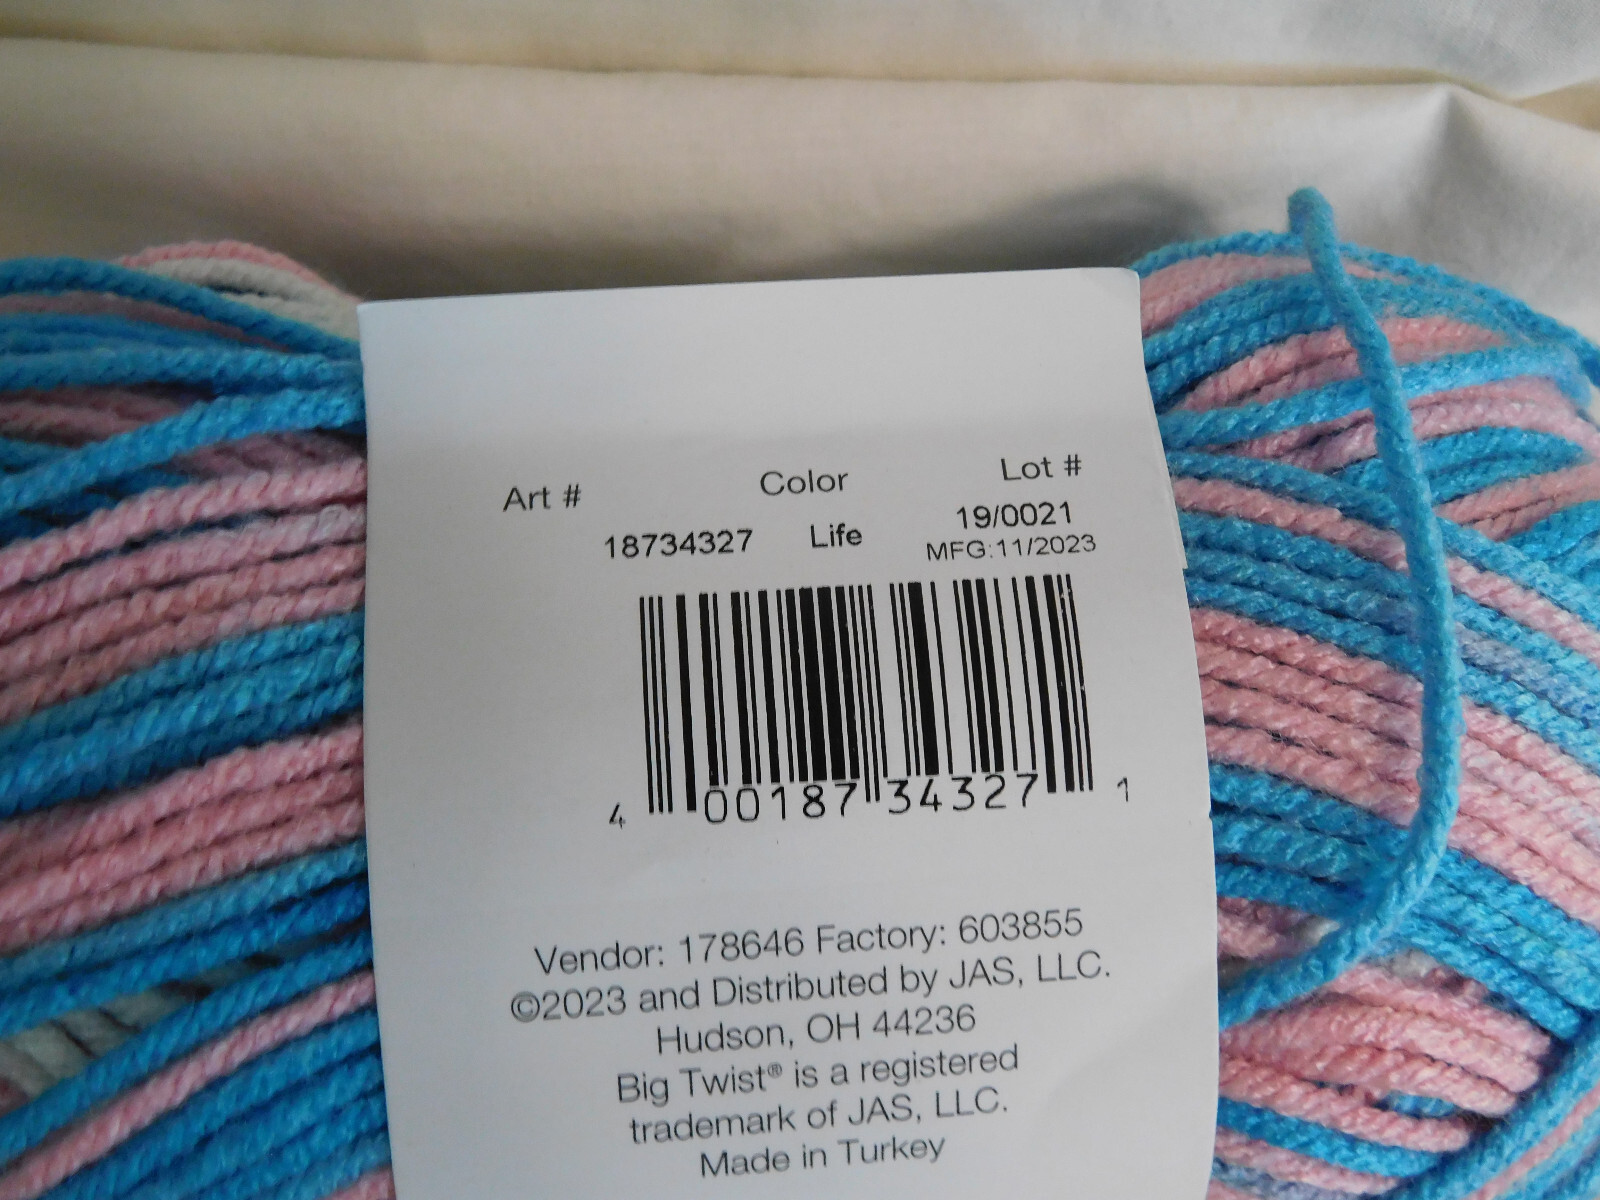 Art # Color Lot #
18734327 Life 19/0021
MFG:11/2023
4 00187 34327 1
Vendor: 178646 Factory: 603855
©2023 and Distributed by JAS, LLC.
Hudson, OH 44236
Big Twist® is a registered
trademark of JAS, LLC.
Made in Turkey